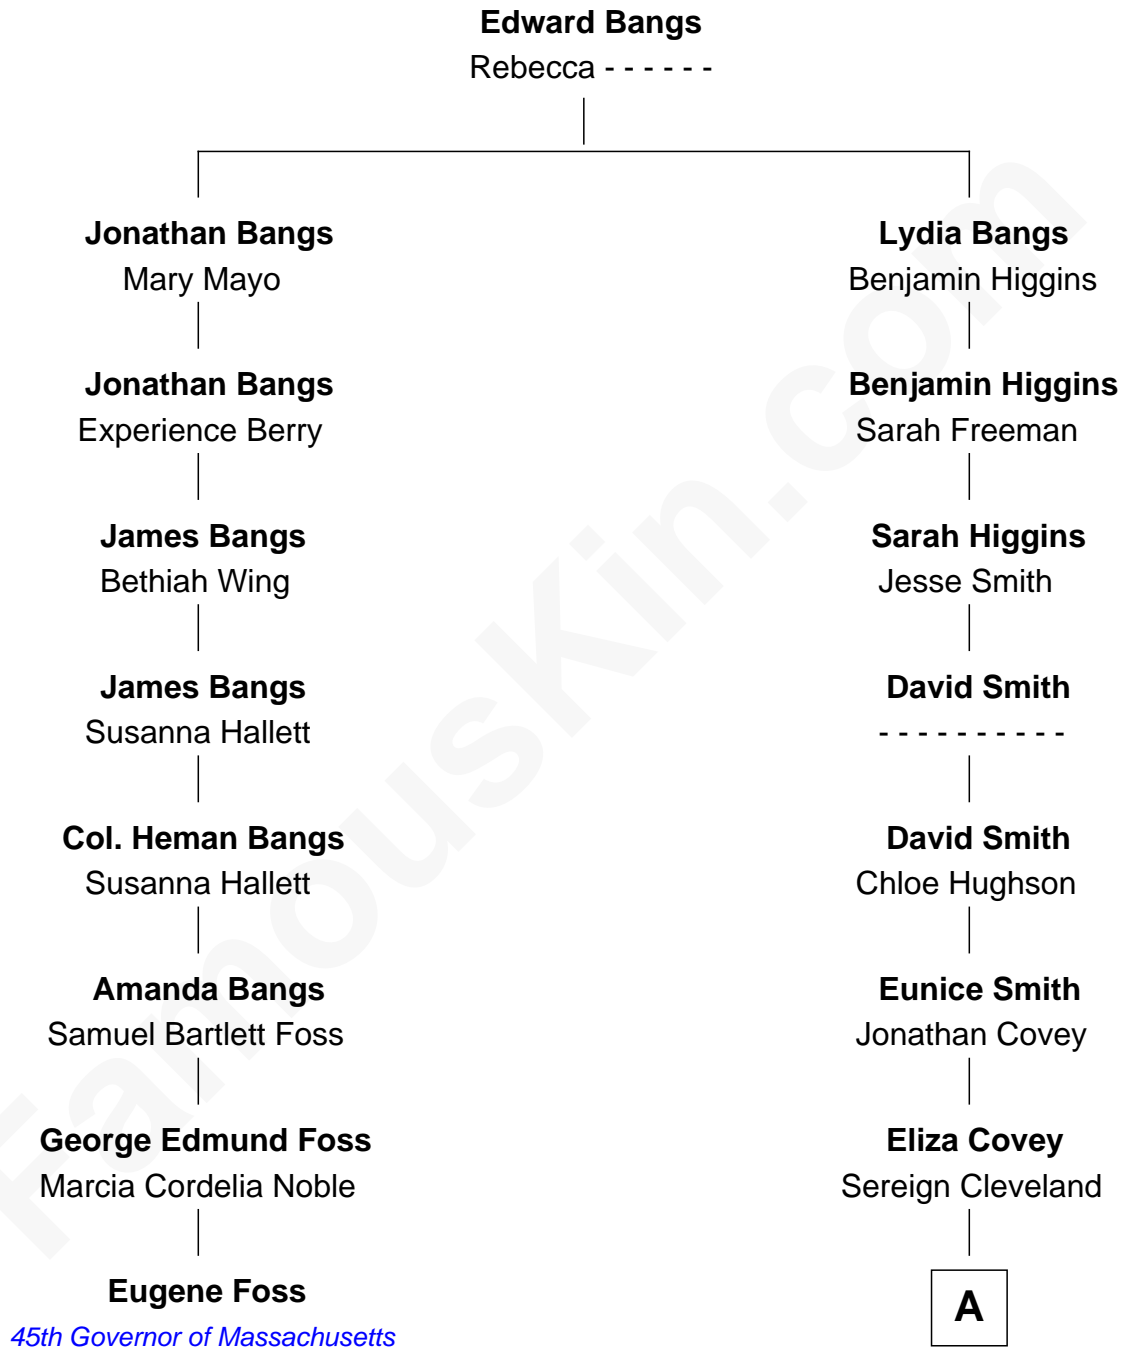 Edward Bangs
Rebecca - - - - - -
Jonathan Bangs
Mary Mayo
Lydia Bangs
Benjamin Higgins
Jonathan Bangs
Experience Berry
Benjamin Higgins
Sarah Freeman
James Bangs
Bethiah Wing
Sarah Higgins
Jesse Smith
James Bangs
Susanna Hallett
David Smith
- - - - - - - - - -
Col. Heman Bangs
Susanna Hallett
David Smith
Chloe Hughson
Amanda Bangs
Samuel Bartlett Foss
Eunice Smith
Jonathan Covey
George Edmund Foss
Marcia Cordelia Noble
Eliza Covey
Sereign Cleveland
Eugene Foss
45th Governor of Massachusetts
A
FamousKin.com